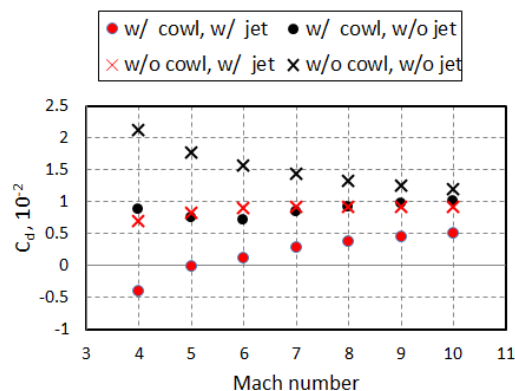 w/ cowl, w/ jet w/ cowl, w/o jet
w/o cowl, w/ jet w/o cowl, w/o jet
2.5
2
1.5
1
0.5
0
-0.5
-1
C_d, 10^-2
3 4 5 6 7 8 9 10 11
Mach number